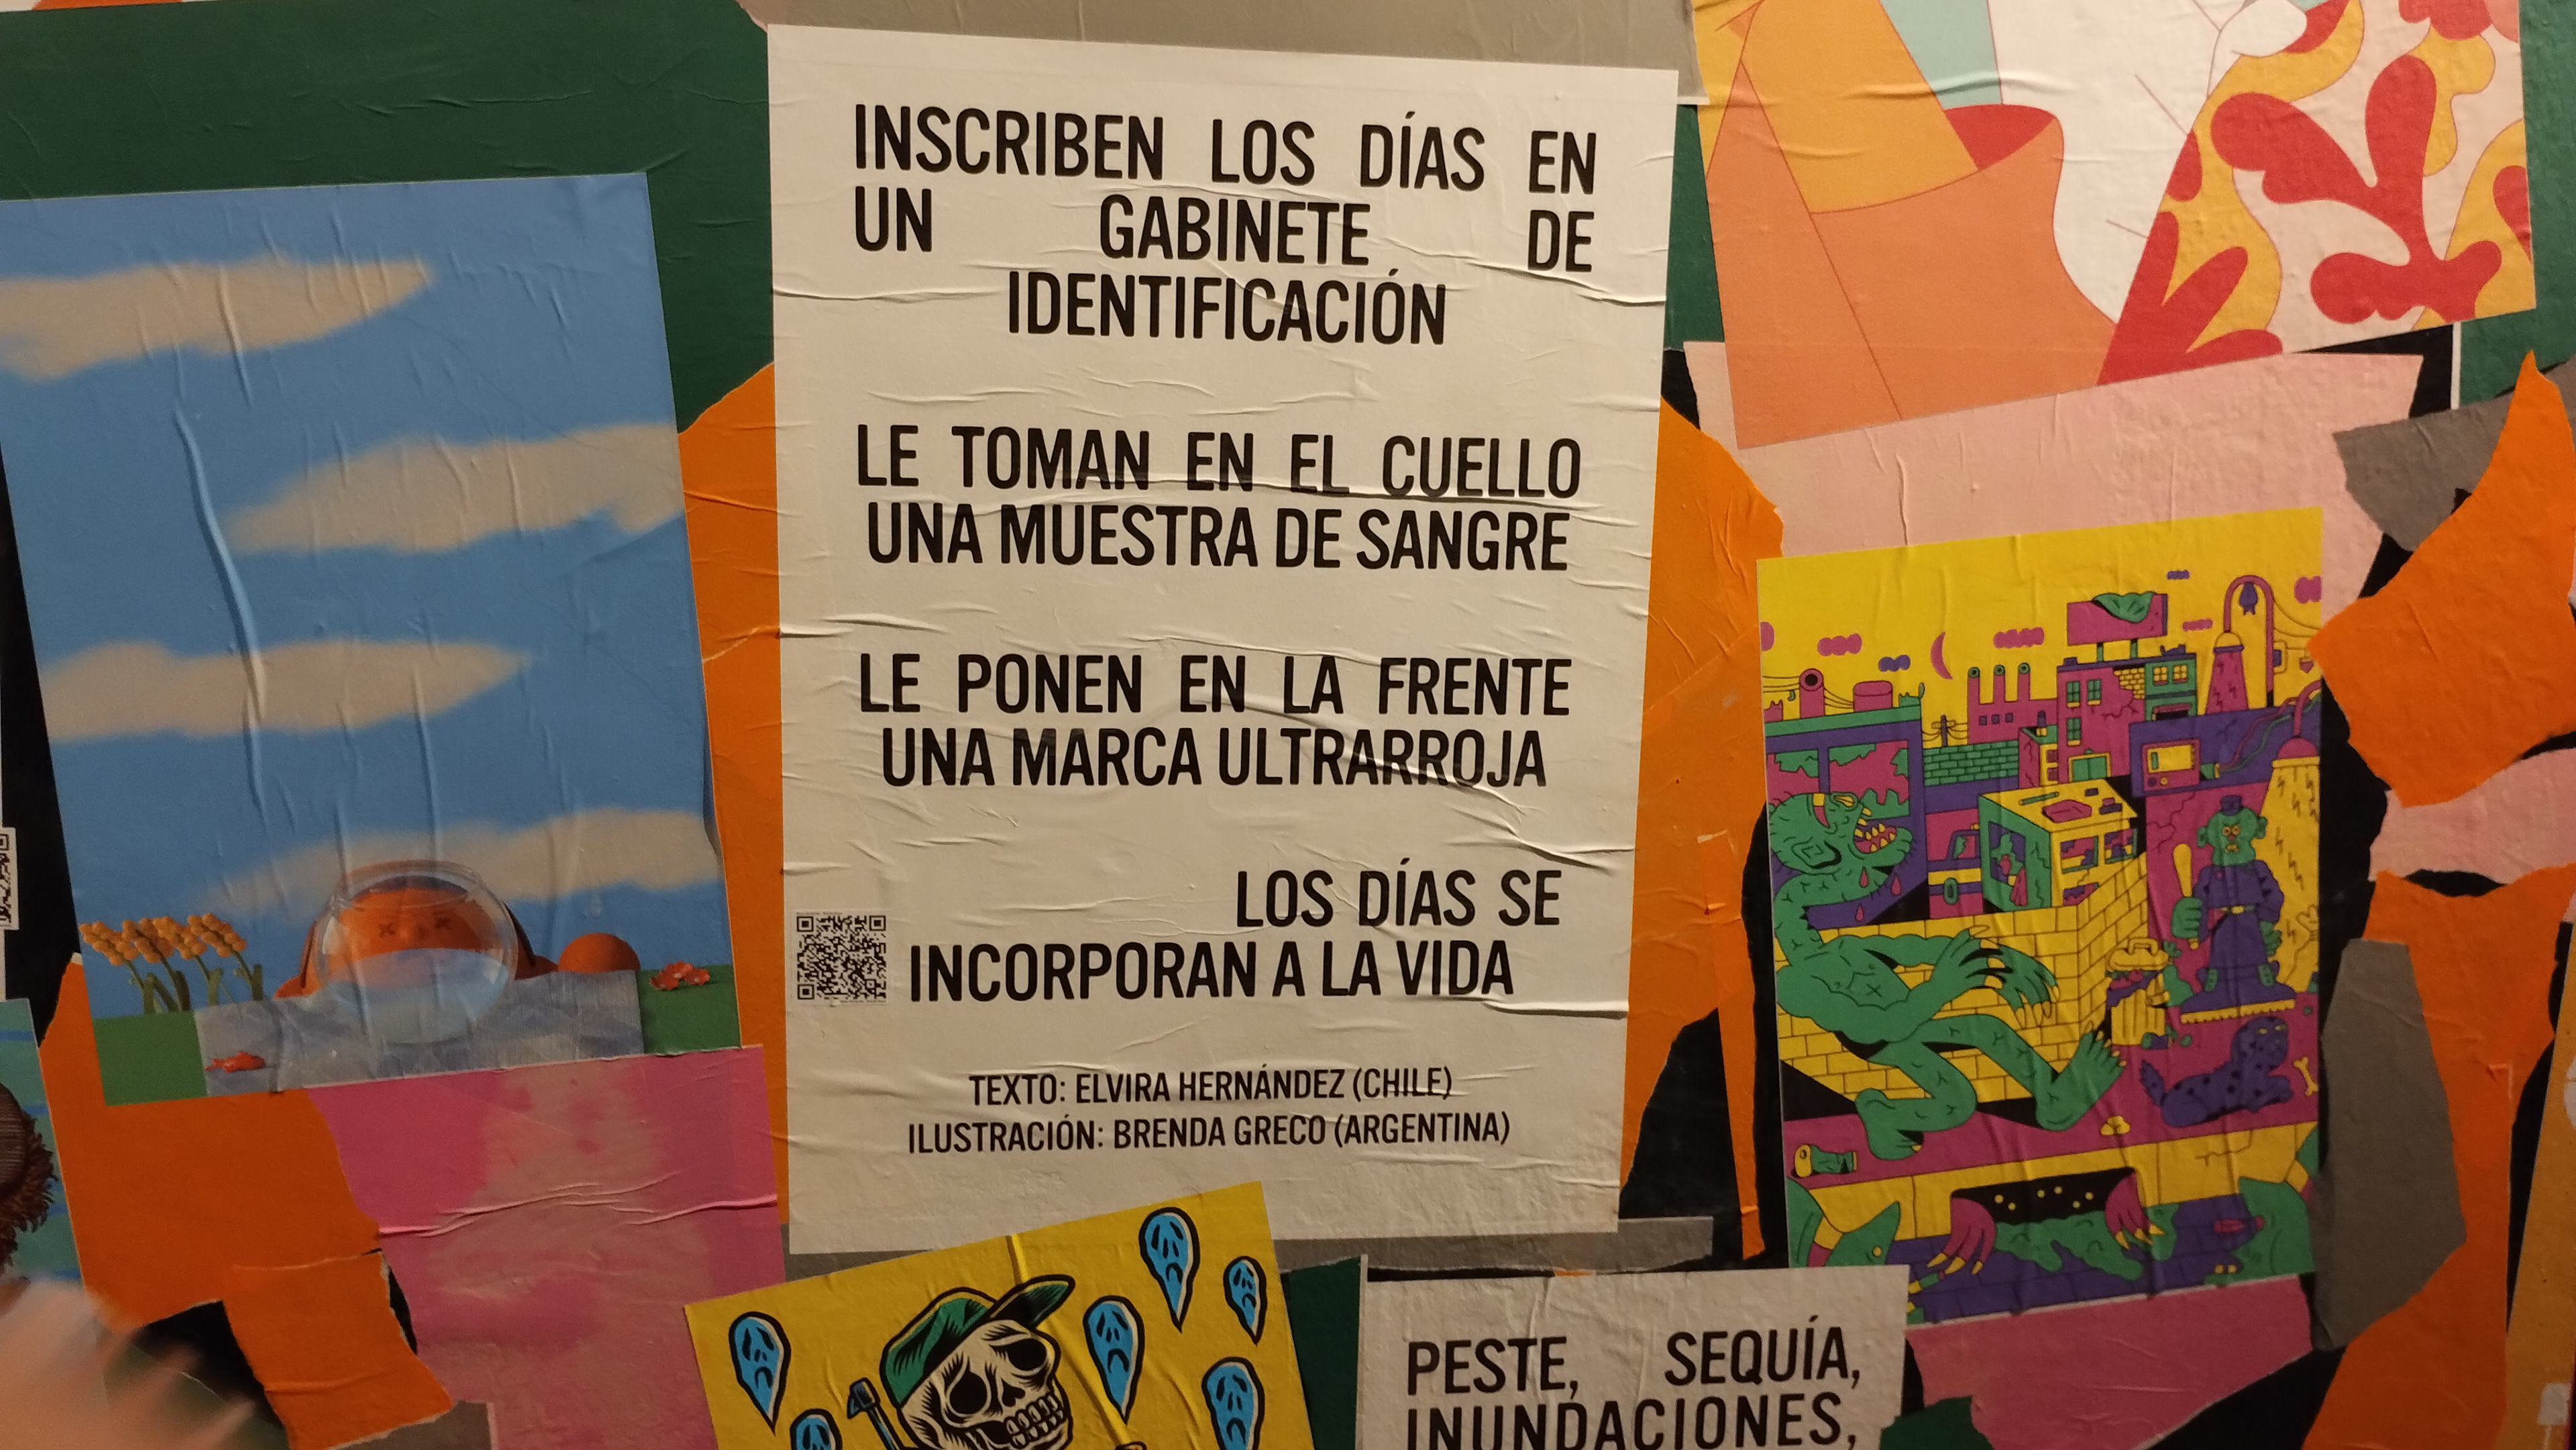 INSCRIBEN LOS DÍAS EN
UN GABINETE DE
IDENTIFICACIÓN
LE TOMAN EN EL CUELLO
UNA MUESTRA DE SANGRE
LE PONEN EN LA FRENTE
UNA MARCA ULTRARROJA
LOS DÍAS SE
INCORPORAN A LA VIDA
TEXTO: ELVIRA HERNÁNDEZ (CHILE)
ILUSTRACIÓN: BRENDA GRECO (ARGENTINA)
PESTE, SEQUÍA,
INUNDACIONES,